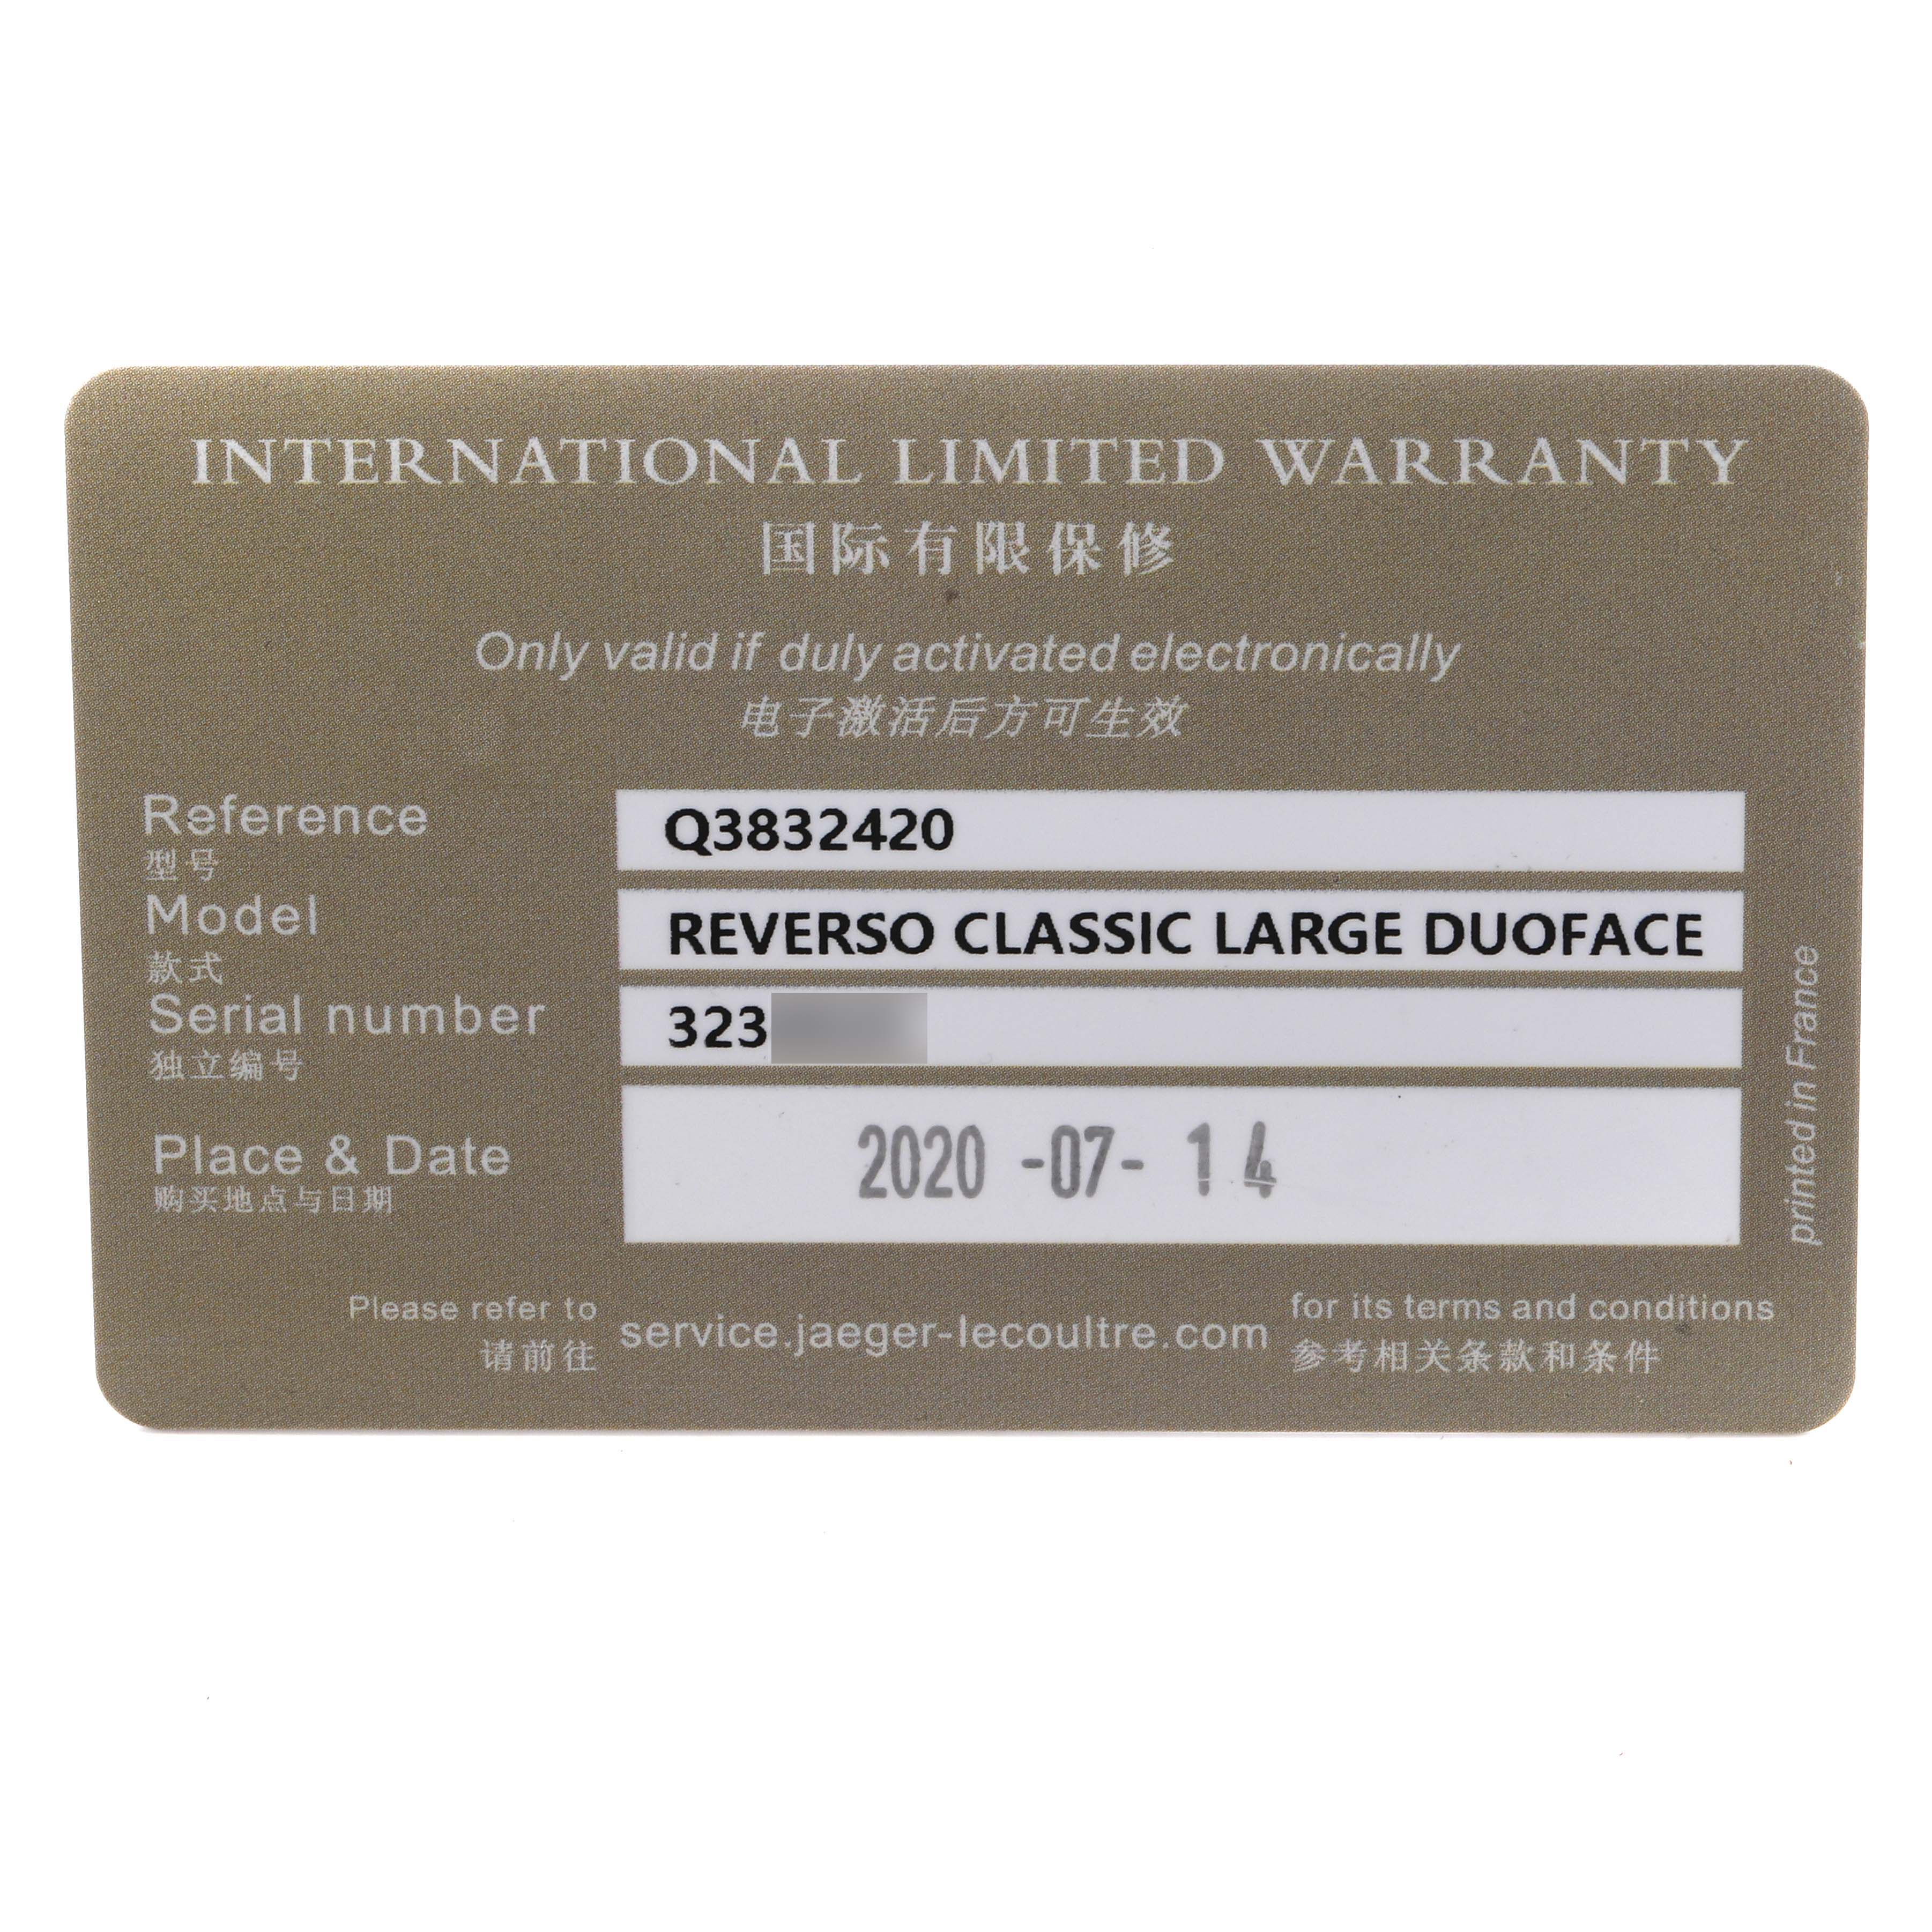 INTERNATIONAL LIMITED WARRANTY
国际有限保修
Only valid if duly activated electronically
电子激活后方可生效
Reference
型号
Q3832420
Model
款式
REVERSO CLASSIC LARGE DUOFACE
Serial number
独立编号
323
Place & Date
购买地点与日期
2020 -07- 14
printed in France
Please refer to
请前往
service.jaeger-lecoultre.com
for its terms and conditions
参考相关条款和条件